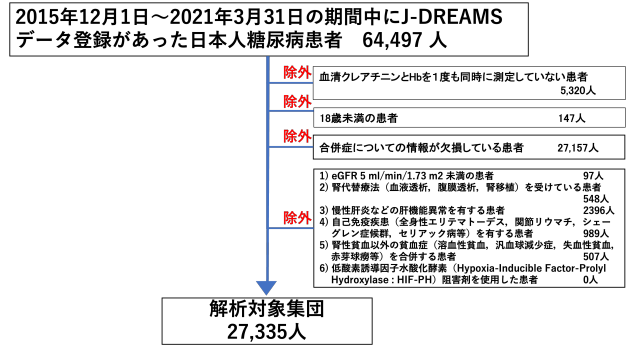 2015年12月1日～2021年3月31日の期間中にJ-DREAMS
データ登録があった日本人糖尿病患者　64,497 人
除外
血清クレアチニンとHbを1度も同時に測定していない患者
5,320人
除外
18歳未満の患者　147人
除外
合併症についての情報が欠損している患者　27,157人
除外
1) eGFR 5 ml/min/1.73 m2 未満の患者　97人
2) 腎代替療法（血液透析，腹膜透析，腎移植）を受けている患者
548人
3) 慢性肝炎などの肝機能異常を有する患者　2396人
4) 自己免疫疾患（全身性エリテマトーデス，関節リウマチ，シェー
グレン症候群，セリアック病等）を有する患者　989人
5) 腎性貧血以外の貧血症（溶血性貧血，汎血球減少症，失血性貧血，
赤芽球癆等）を合併する患者　507人
6) 低酸素誘導因子水酸化酵素（Hypoxia-Inducible Factor-Prolyl
Hydroxylase : HIF-PH）阻害剤を使用した患者　0人
解析対象集団
27,335人